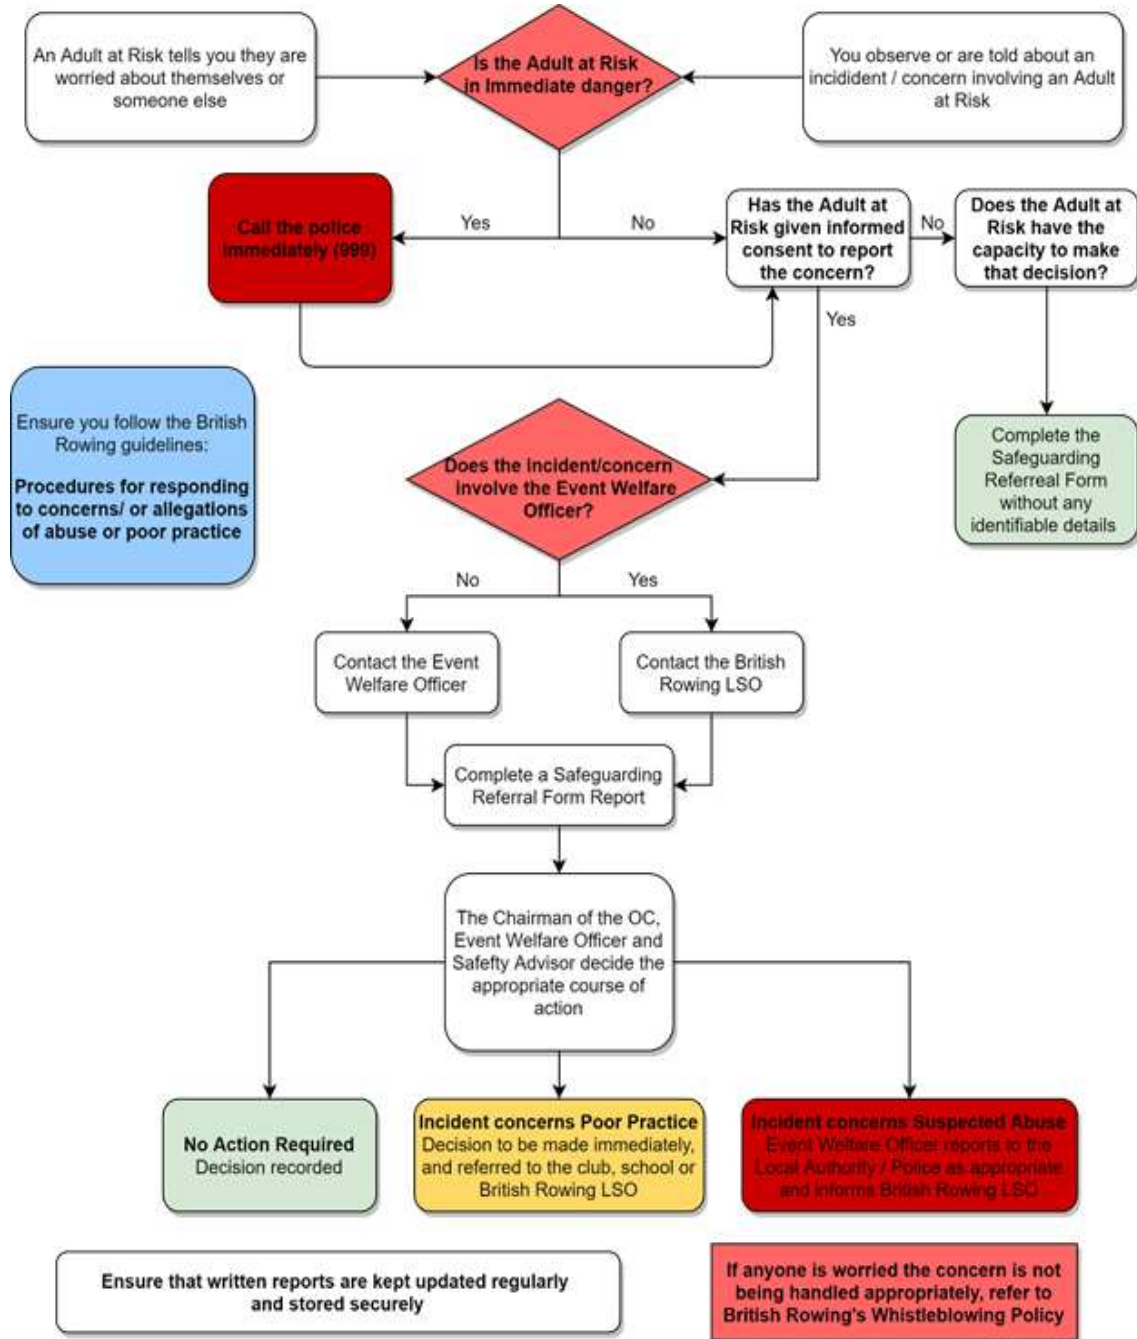 An Adult at Risk tells you they are
worried about themselves or
someone else
Is the Adult at Risk
in Immediate danger?
You observe or are told about an
incidident / concern involving an Adult
at Risk
Call the police
immediately (999)
Yes
No
Has the Adult at
Risk given informed
consent to report
the concern?
No
Does the Adult at
Risk have the
capacity to make
that decision?
Yes
Ensure you follow the British
Rowing guidelines:
Procedures for responding
to concerns/ or allegations
of abuse or poor practice
Does the incident/concern
involve the Event Welfare
Officer?
Complete the
Safeguarding
Referreal Form
without any
identifiable details
No
Yes
Contact the Event
Welfare Officer
Contact the British
Rowing LSO
Complete a Safeguarding
Referral Form Report
The Chairman of the OC,
Event Welfare Officer and
Safefty Advisor decide the
appropriate course of
action
No Action Required
Decision recorded
Incident concerns Poor Practice
Decision to be made immediately,
and referred to the club, school or
British Rowing LSO
Incident concerns Suspected Abuse
Event Welfare Officer reports to the
Local Authority / Police as appropriate
and informs British Rowing LSO
Ensure that written reports are kept updated regularly
and stored securely
If anyone is worried the concern is not
being handled appropriately, refer to
British Rowing's Whistleblowing Policy